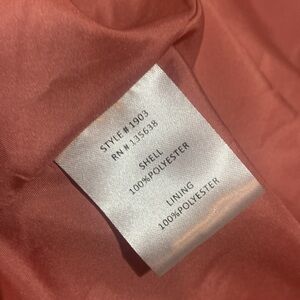 STYLE # 1903
RN # 135638
SHELL
100%POLYESTER
LINING
100%POLYESTER